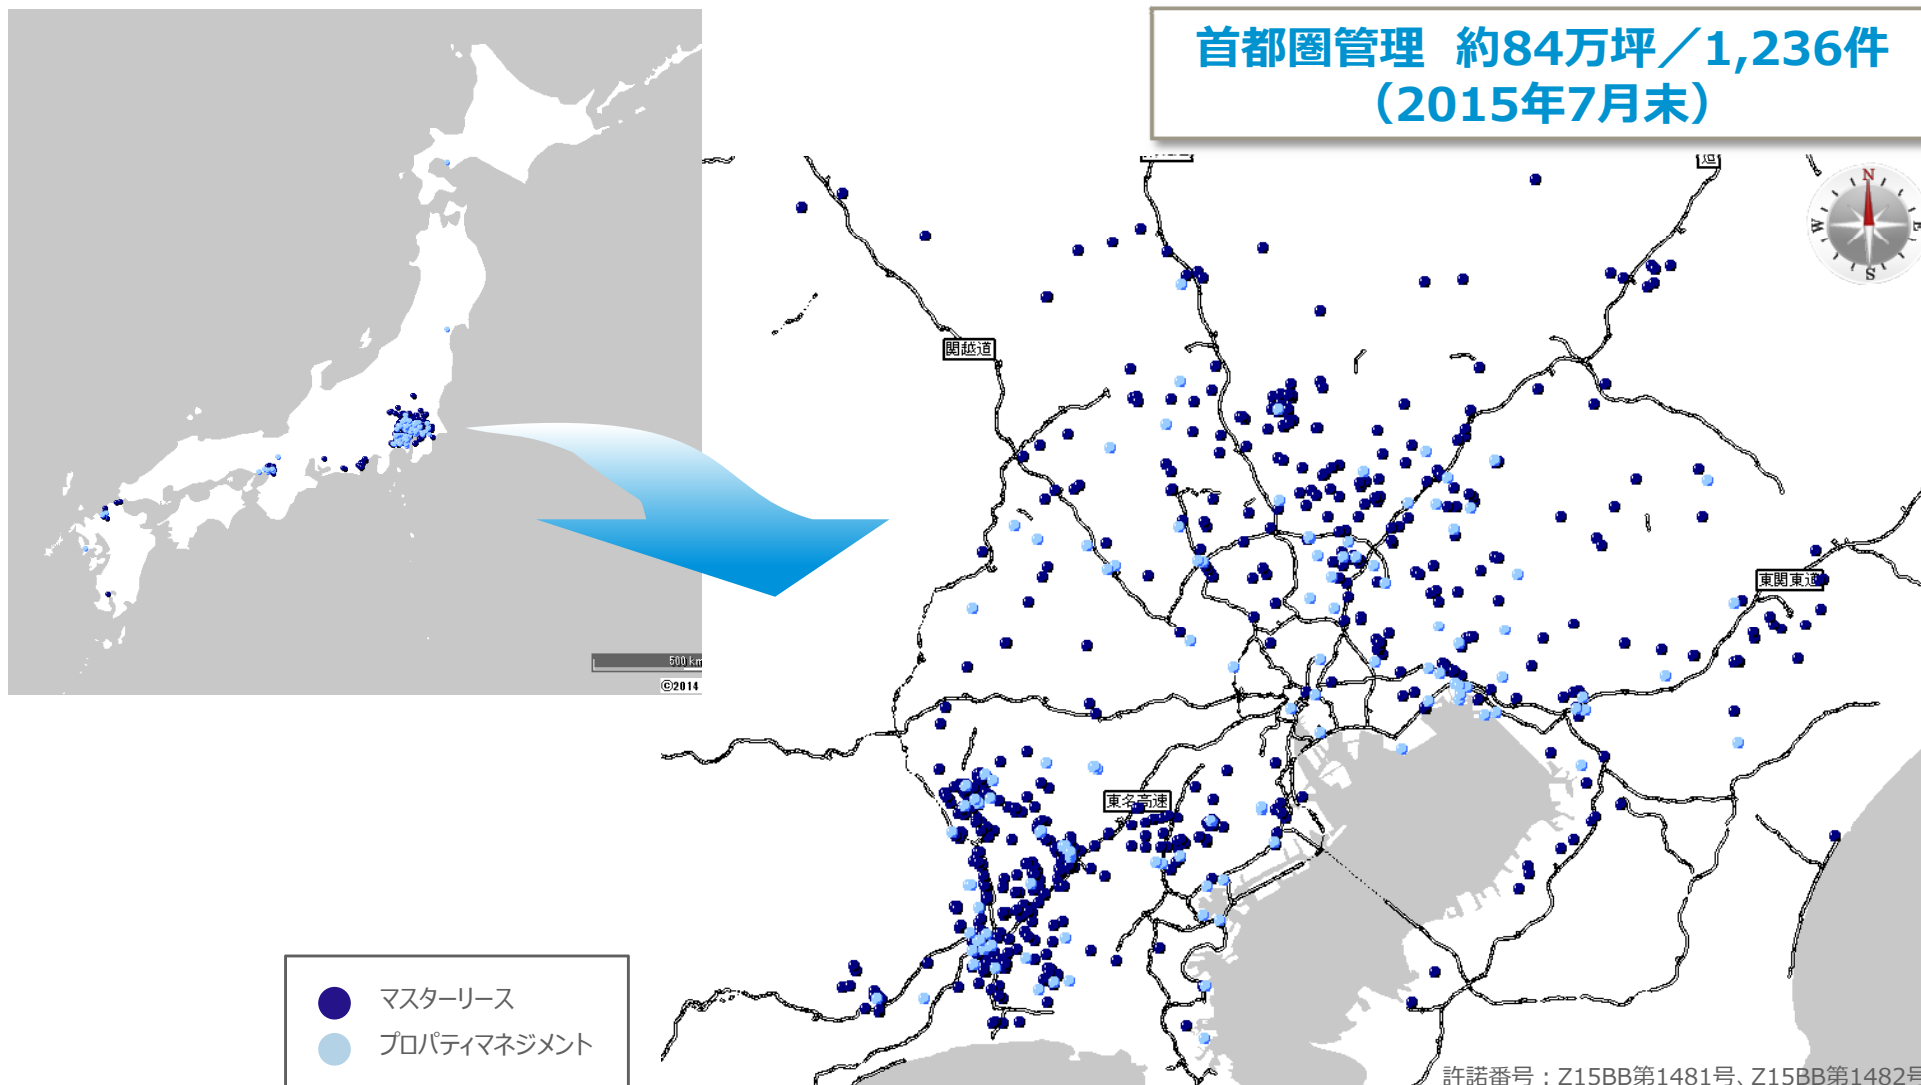 首都圏管理 約84万坪／1,236件
（2015年7月末）
道
N
W
E
S
関越道
東関東道
500 km
©2014
東名高速
マスターリース
プロパティマネジメント
許諾番号：Z15BB第1481号、Z15BB第1482号